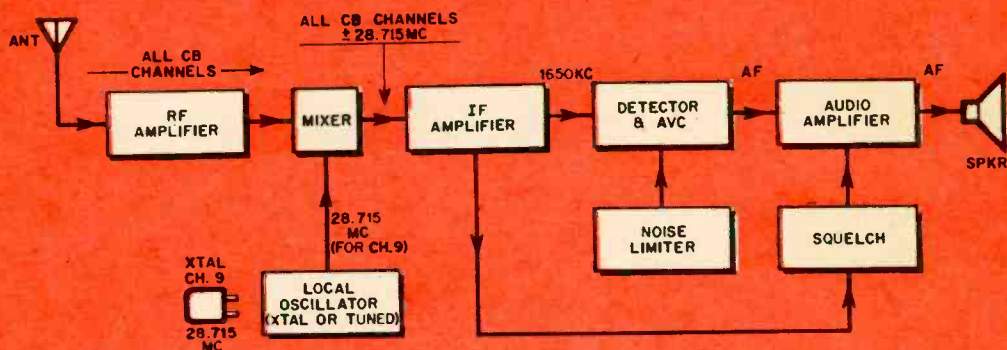 ANT
ALL CB
CHANNELS
RF
AMPLIFIER
MIXER
ALL CB CHANNELS
± 28.715 MC
IF
AMPLIFIER
1650KC
DETECTOR
& AVC
AF
AUDIO
AMPLIFIER
AF
SPKR
28.715
MC
(FOR CH.9)
NOISE
LIMITER
SQUELCH
XTAL
CH. 9
28.715
MC
LOCAL
OSCILLATOR
(XTAL OR TUNED)